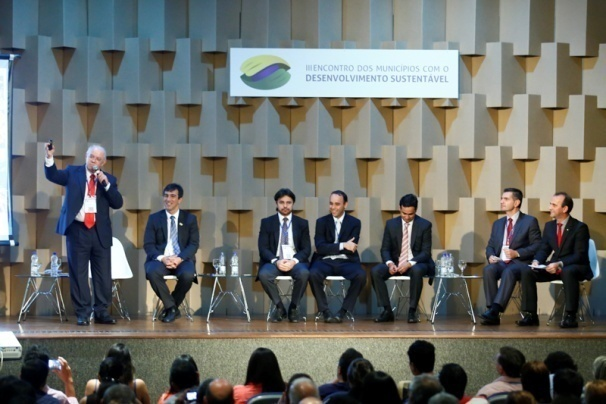 III ENCONTRO DOS MUNICÍPIOS COM O
DESENVOLVIMENTO SUSTENTÁVEL